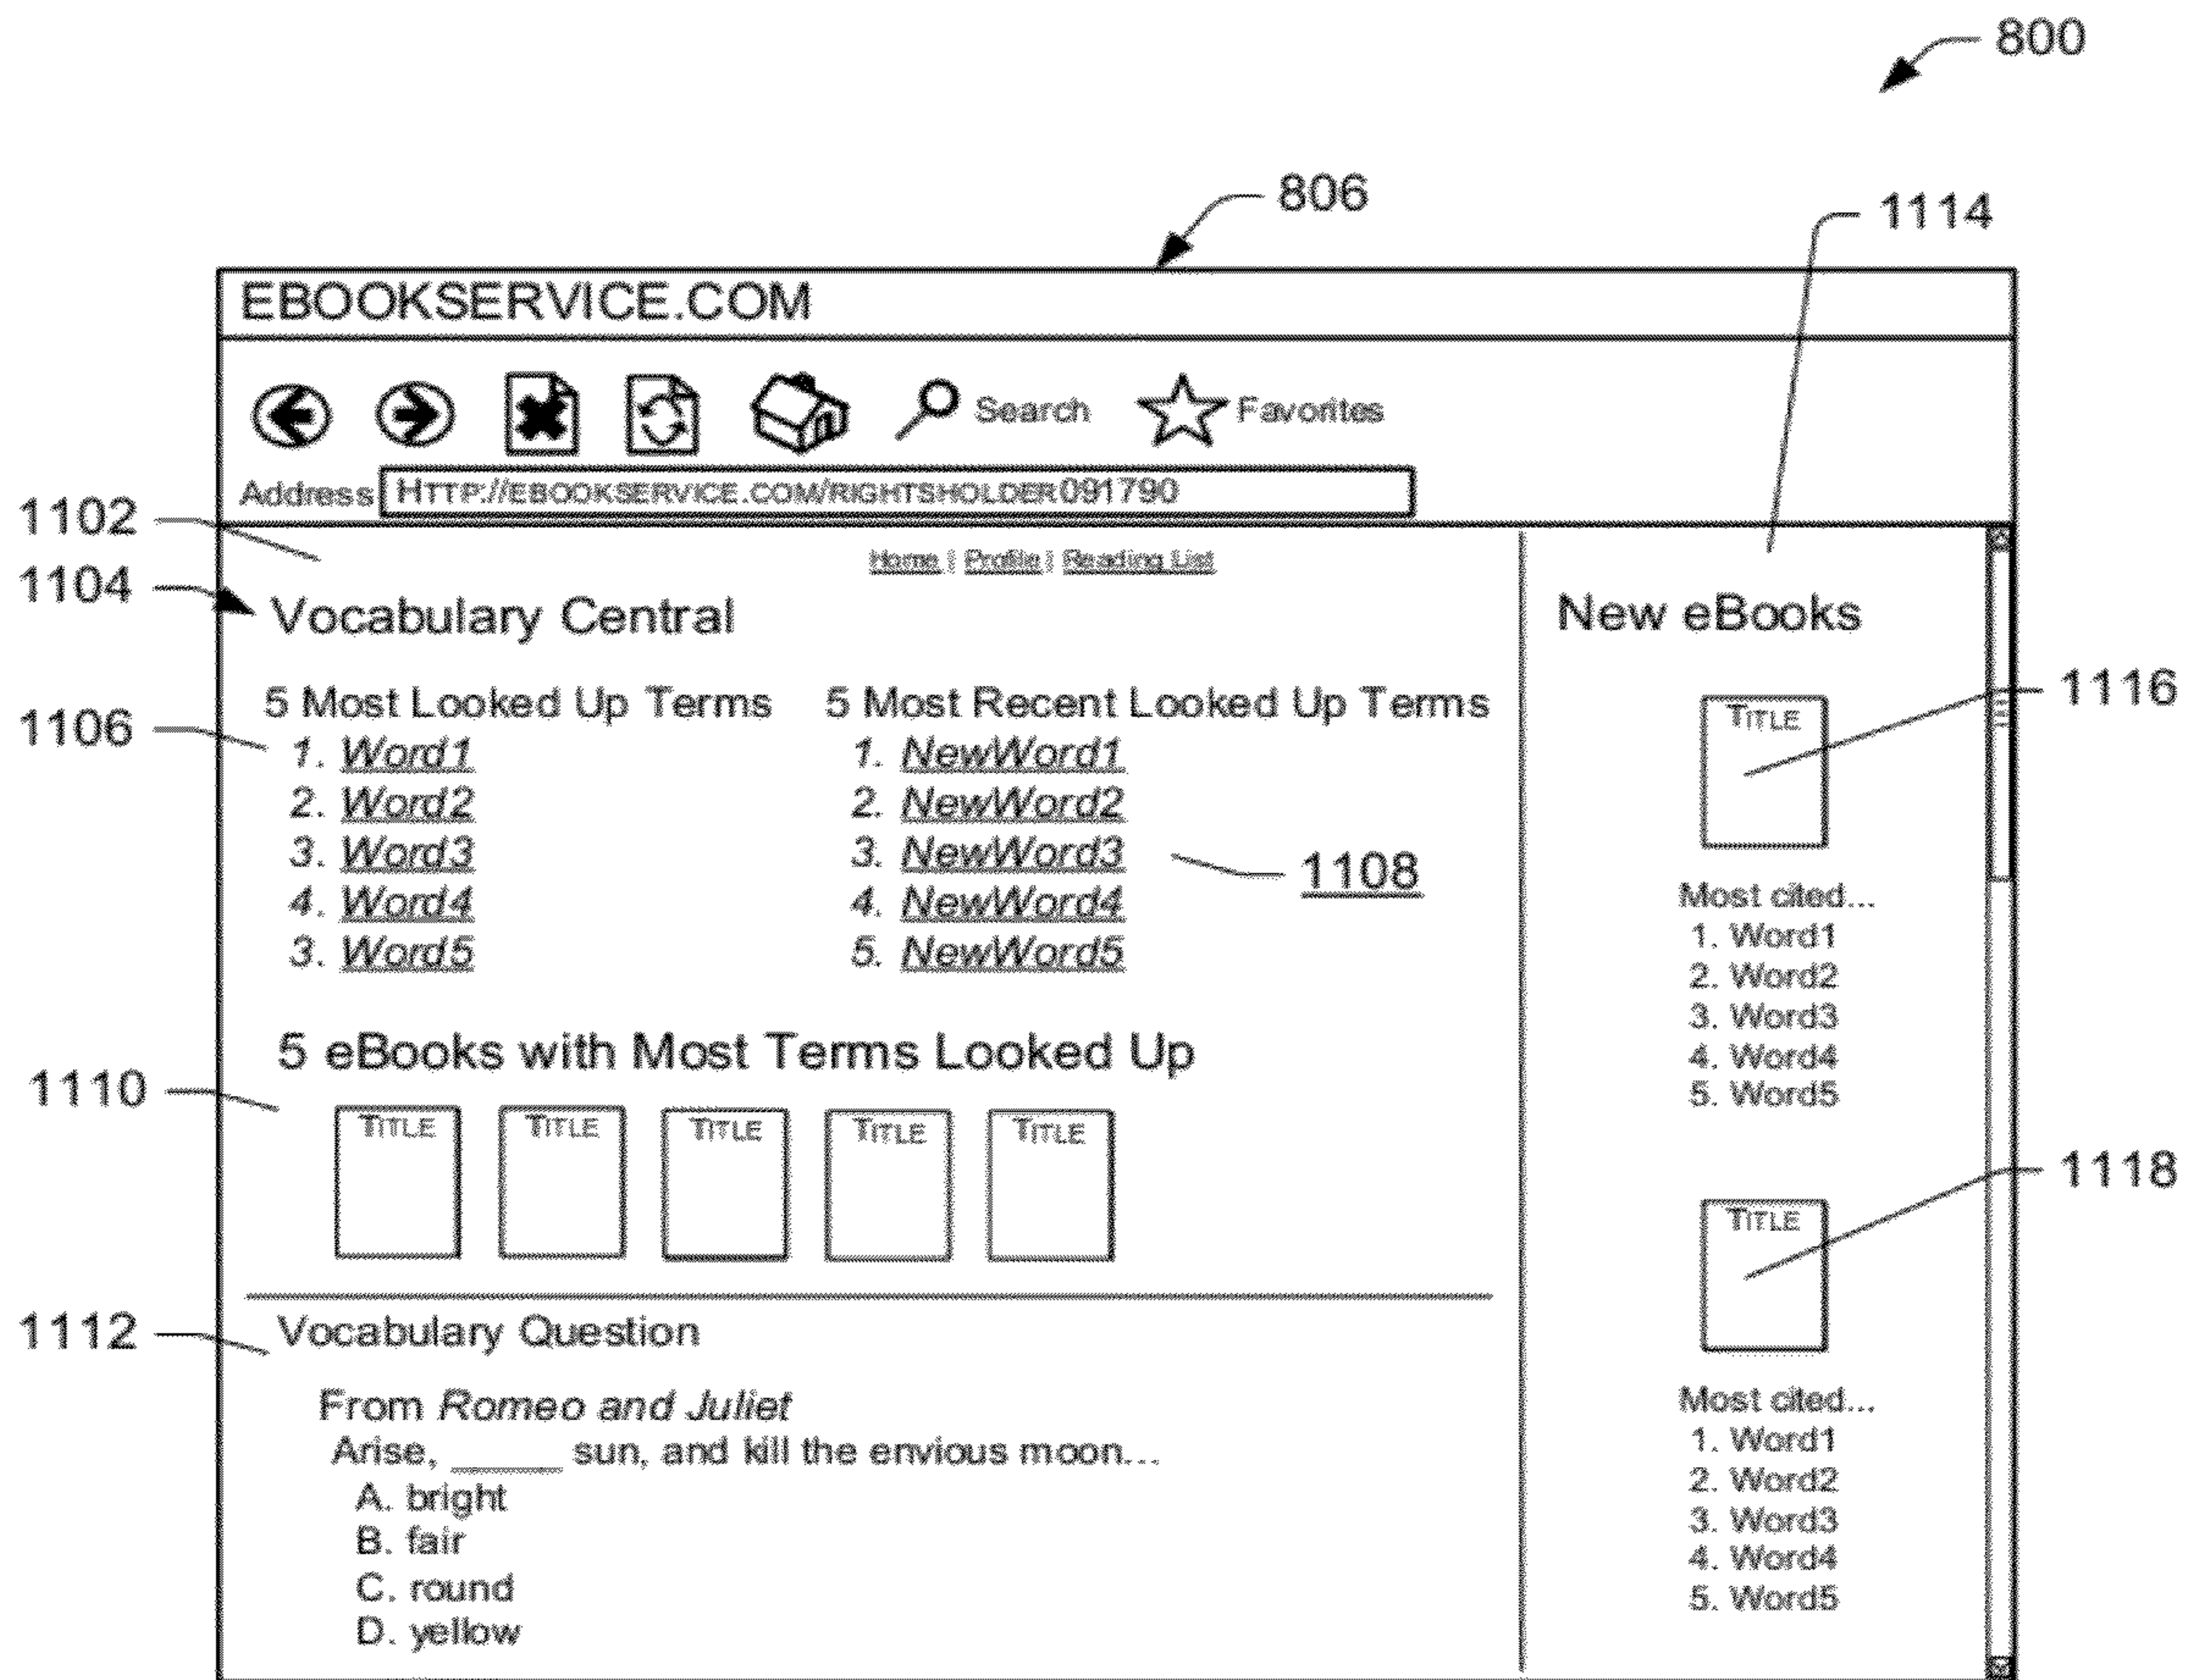 800
806
1114
EBOOKSERVICE.COM
Search
Favorites
Address HTTP://EBOOKSERVICE.COM/RIGHTSHOLDER091790
1102
Home | Profile | Reading List
1104
Vocabulary Central
5 Most Looked Up Terms
1106
1. Word1
2. Word2
3. Word3
4. Word4
3. Word5
5 Most Recent Looked Up Terms
1. NewWord1
2. NewWord2
3. NewWord3
4. NewWord4
5. NewWord5
1108
5 eBooks with Most Terms Looked Up
1110
TITLE TITLE TITLE TITLE TITLE
1112
Vocabulary Question
From Romeo and Juliet
Arise, _____ sun, and kill the envious moon...
A. bright
B. fair
C. round
D. yellow
New eBooks
1116
TITLE
Most cited...
1. Word1
2. Word2
3. Word3
4. Word4
5. Word5
1118
TITLE
Most cited...
1. Word1
2. Word2
3. Word3
4. Word4
5. Word5